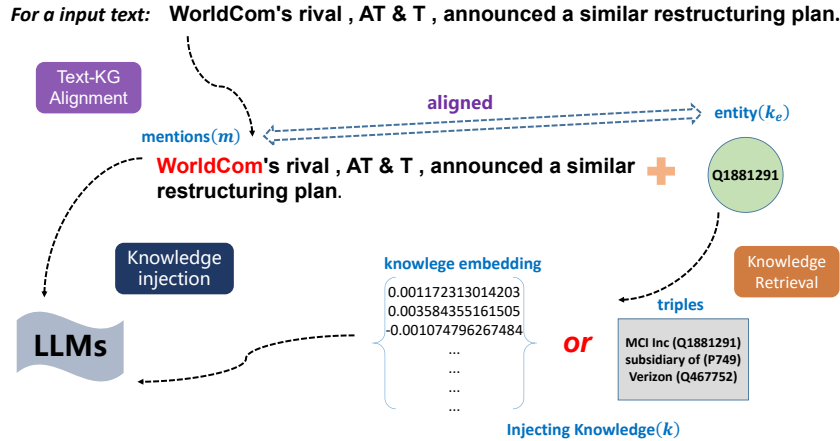 For a input text: WorldCom's rival , AT & T , announced a similar restructuring plan.
Text-KG
Alignment
aligned
mentions(m)
entity(kₑ)
WorldCom's rival , AT & T , announced a similar
restructuring plan.
Q1881291
Knowledge
injection
knowlege embedding
Knowledge
Retrieval
0.001172313014203
0.003584355161505
-0.001074796267484
...
...
...
...
or
triples
MCI Inc (Q1881291)
subsidiary of (P749)
Verizon (Q467752)
LLMs
Injecting Knowledge(k)